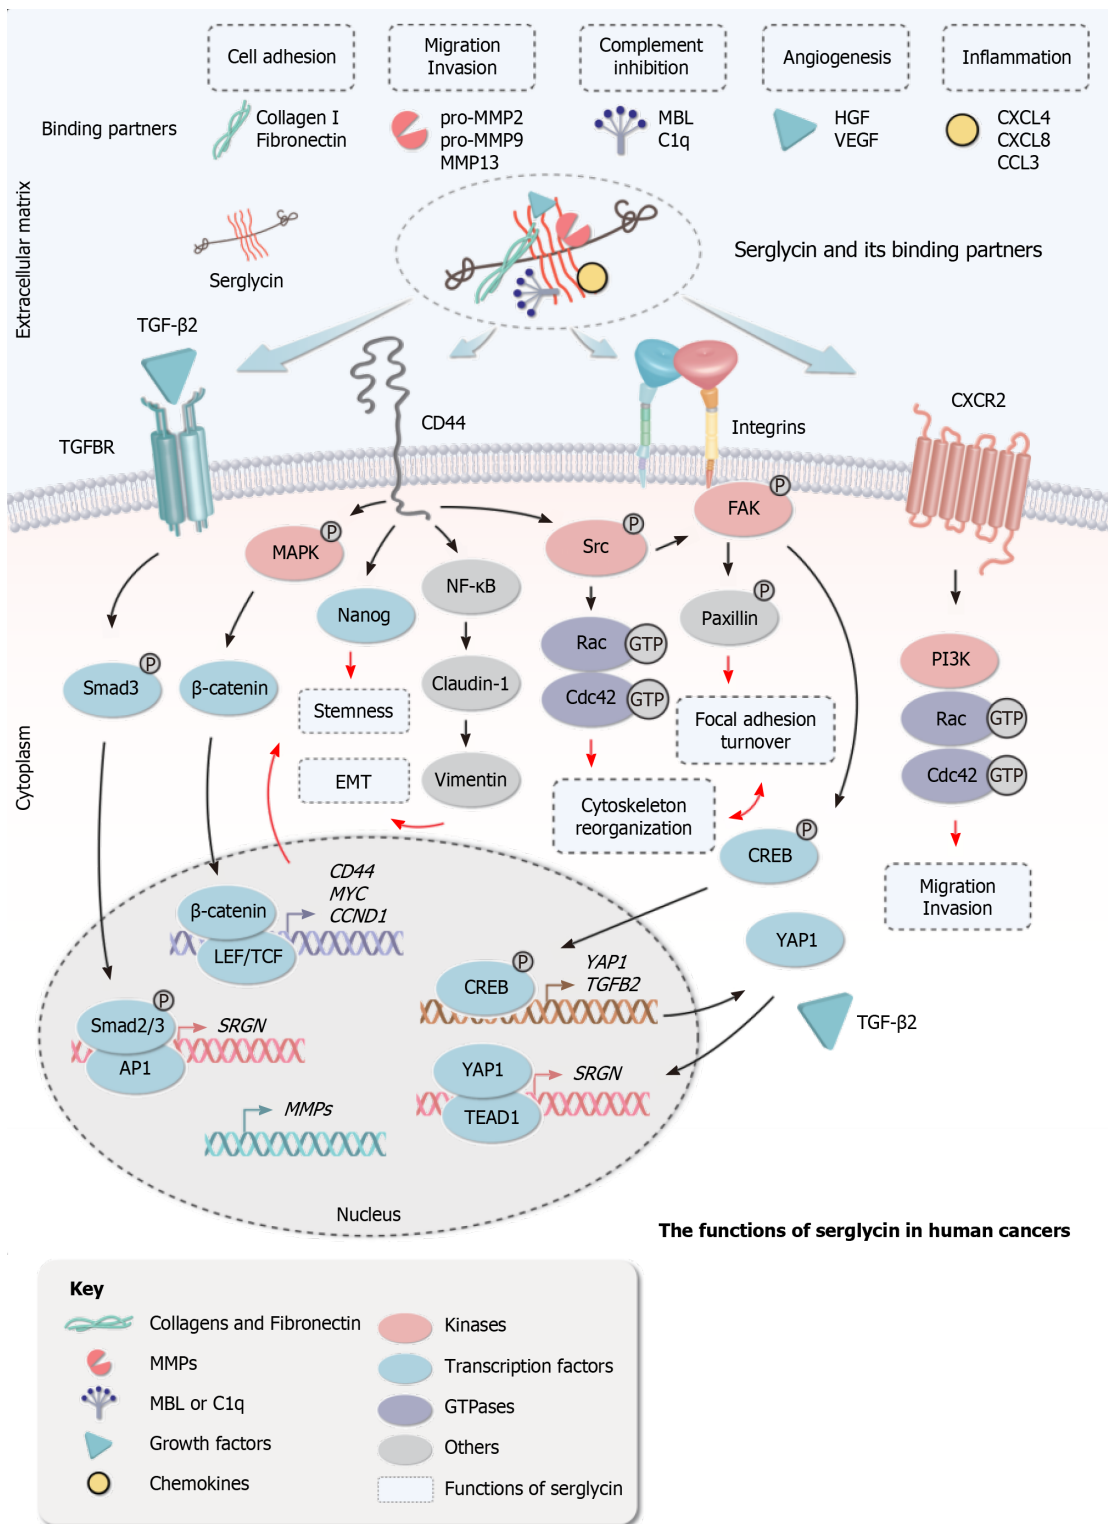 Cell adhesion
Migration
Invasion
Complement
inhibition
Angiogenesis
Inflammation
Binding partners
Collagen I
Fibronectin
pro-MMP2
pro-MMP9
MMP13
MBL
C1q
HGF
VEGF
CXCL4
CXCL8
CCL3
Extracellular matrix
Serglycin
Serglycin and its binding partners
TGF-β2
TGFBR
CD44
Integrins
CXCR2
MAPK
P
Nanog
NF-κB
Src
P
FAK
P
Smad3
P
β-catenin
Stemness
Claudin-1
Rac
GTP
Cdc42
GTP
Paxillin
P
Focal adhesion
turnover
PI3K
Rac
GTP
Cdc42
GTP
Cytoplasm
EMT
Vimentin
Cytoskeleton
reorganization
CREB
P
Migration
Invasion
β-catenin
LEF/TCF
CD44
MYC
CCND1
CREB
P
YAP1
TGFB2
YAP1
TGF-β2
Smad2/3
P
AP1
SRGN
YAP1
TEAD1
SRGN
MMPs
Nucleus
The functions of serglycin in human cancers
Key
Collagens and Fibronectin
MMPs
MBL or C1q
Growth factors
Chemokines
Kinases
Transcription factors
GTPases
Others
Functions of serglycin